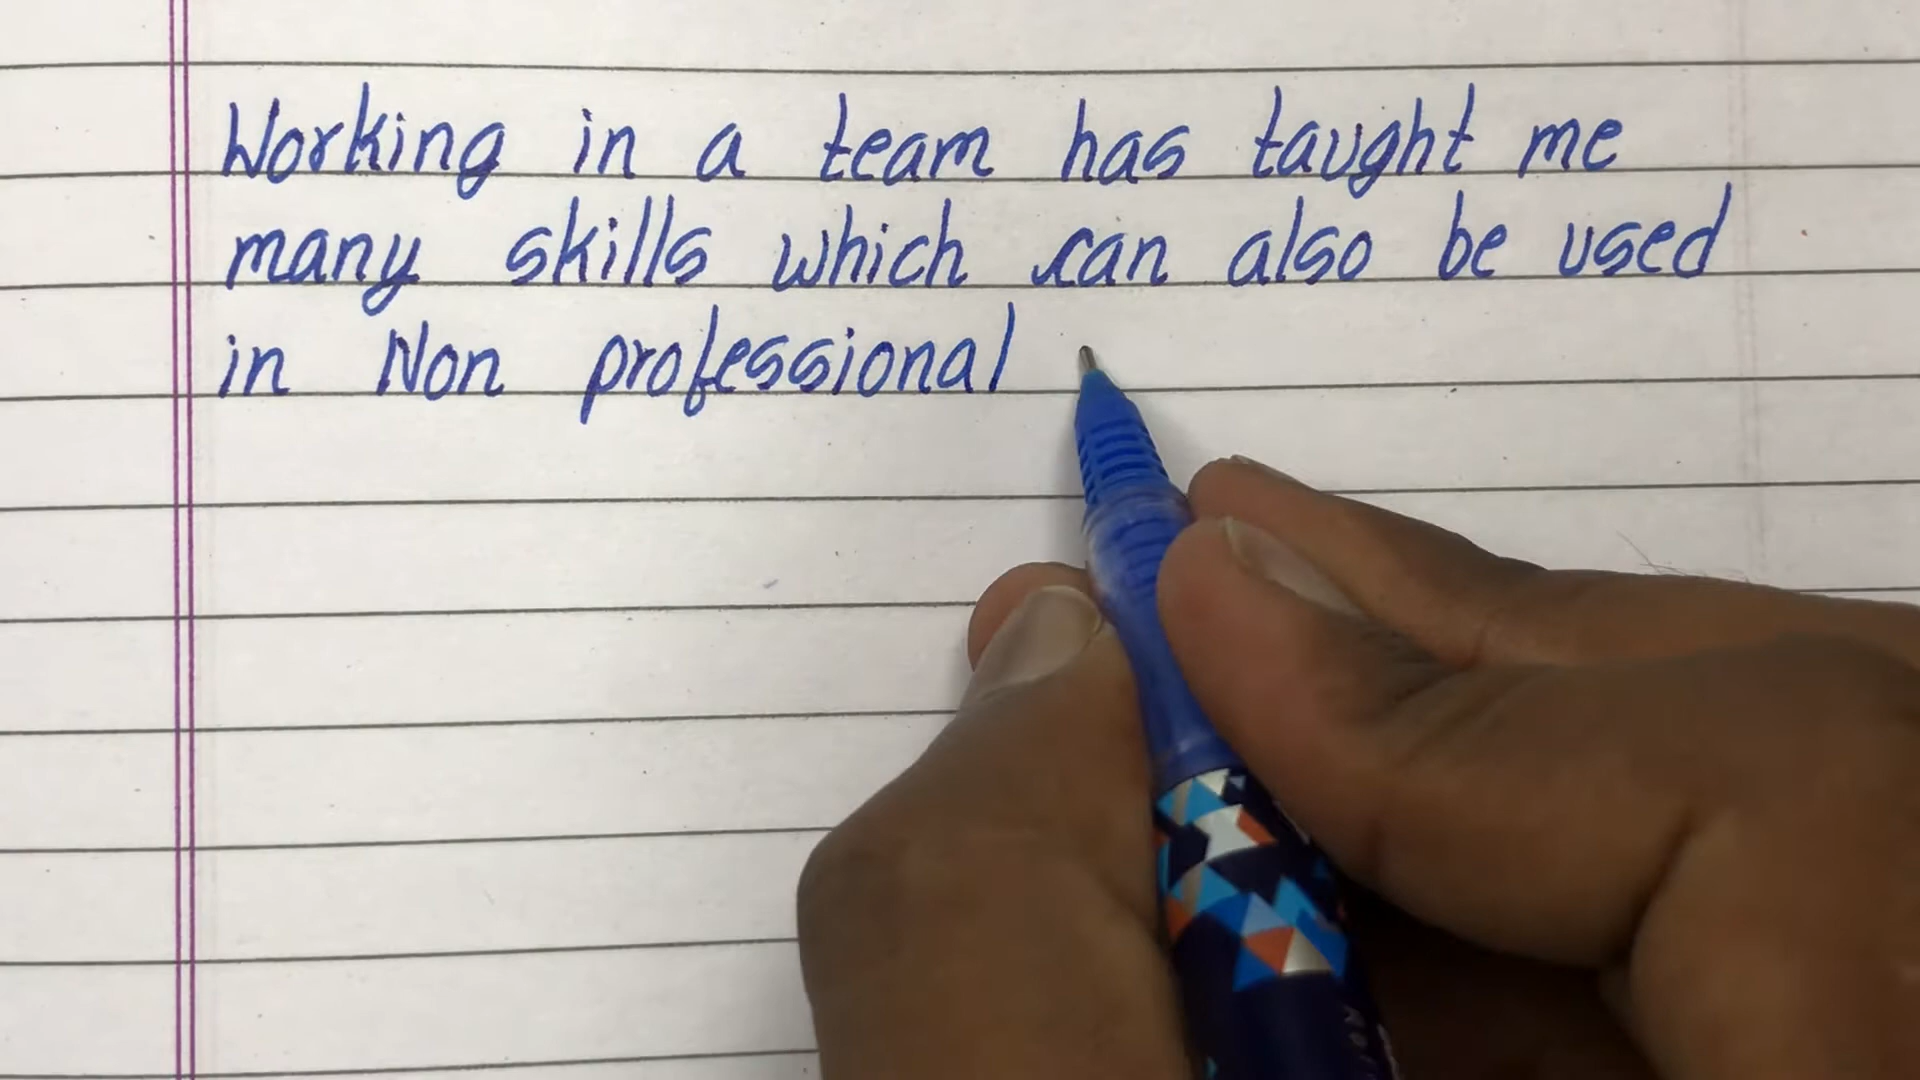 Working in a team has taught me
many skills which can also be used
in Non professional